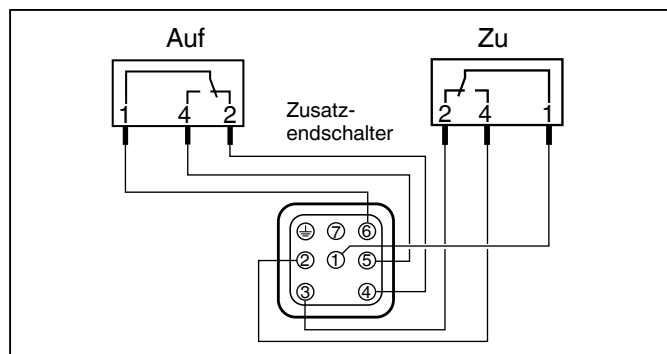 Auf Zu
1 4 2 2 4 1
Zusatz-
endschalter
7 6
2 1 5
3 4